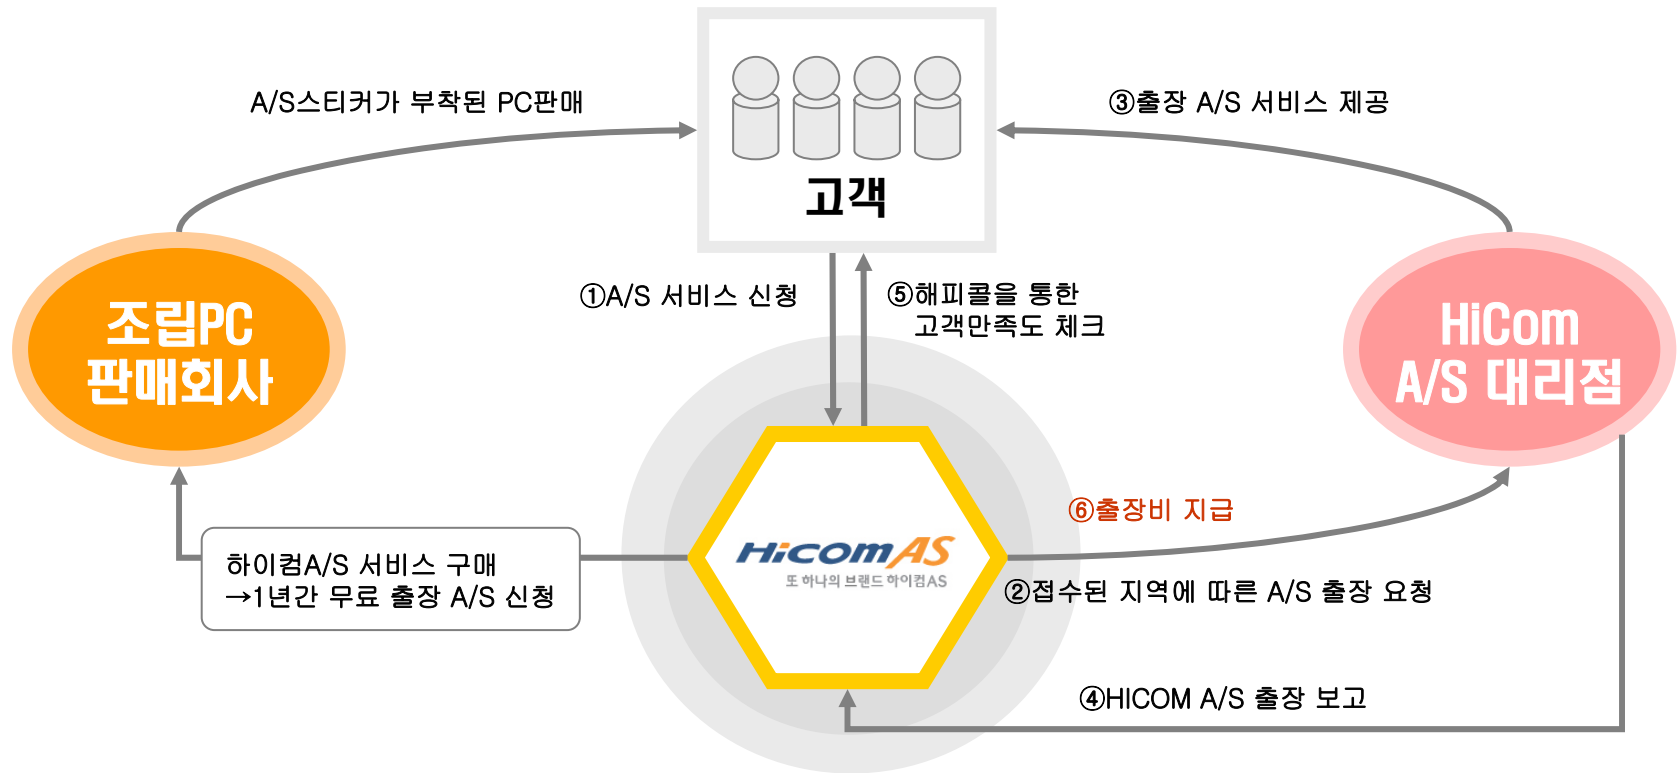 A/S스티커가 부착된 PC판매
③출장 A/S 서비스 제공
고객
①A/S 서비스 신청
⑤해피콜을 통한
고객만족도 체크
조립PC
판매회사
HiCom
A/S 대리점
하이컴A/S 서비스 구매
→1년간 무료 출장 A/S 신청
HicomAS
또 하나의 브랜드 하이컴AS
⑥출장비 지급
②접수된 지역에 따른 A/S 출장 요청
④HICOM A/S 출장 보고